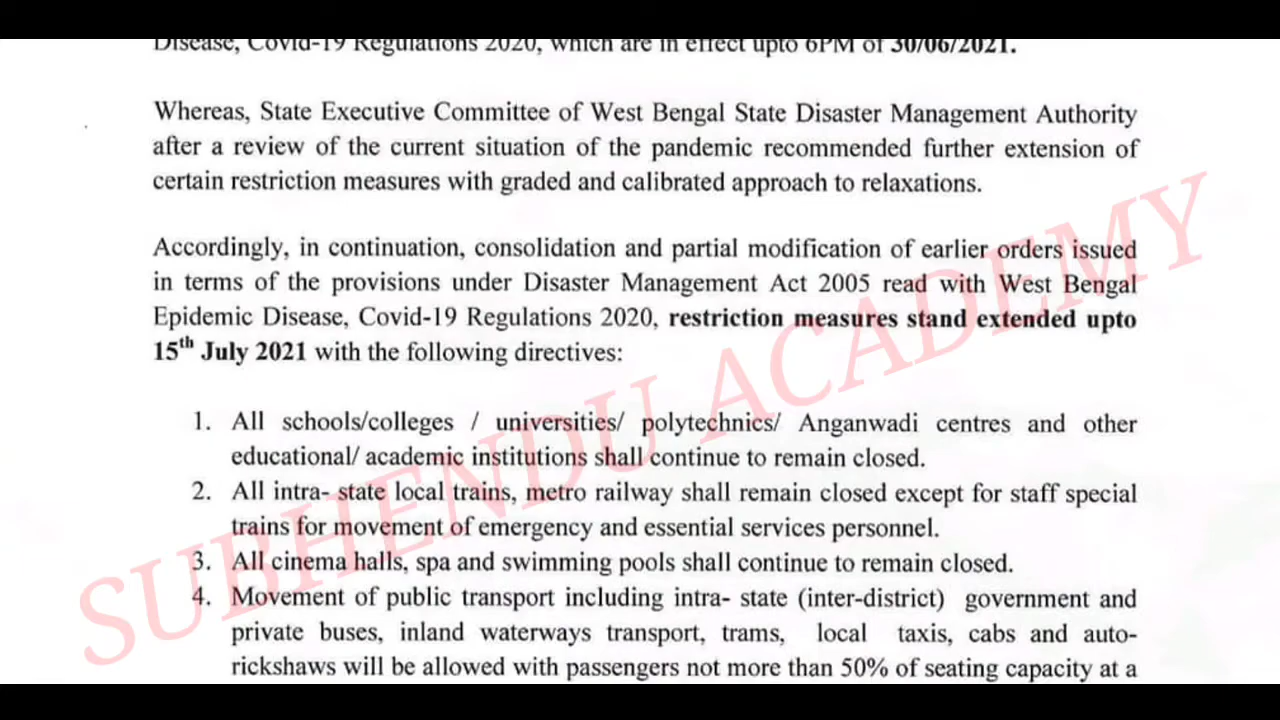 Disease, Covid-19 Regulations 2020, which are in effect upto 6PM of 30/06/2021.
Whereas, State Executive Committee of West Bengal State Disaster Management Authority
after a review of the current situation of the pandemic recommended further extension of
certain restriction measures with graded and calibrated approach to relaxations.
Accordingly, in continuation, consolidation and partial modification of earlier orders issued
in terms of the provisions under Disaster Management Act 2005 read with West Bengal
Epidemic Disease, Covid-19 Regulations 2020, restriction measures stand extended upto
15th July 2021 with the following directives:
1. All schools/colleges / universities/ polytechnics/ Anganwadi centres and other
educational/ academic institutions shall continue to remain closed.
2. All intra- state local trains, metro railway shall remain closed except for staff special
trains for movement of emergency and essential services personnel.
3. All cinema halls, spa and swimming pools shall continue to remain closed.
4. Movement of public transport including intra- state (inter-district) government and
private buses, inland waterways transport, trams, local taxis, cabs and auto-
rickshaws will be allowed with passengers not more than 50% of seating capacity at a
SUBHENDU ACADEMY